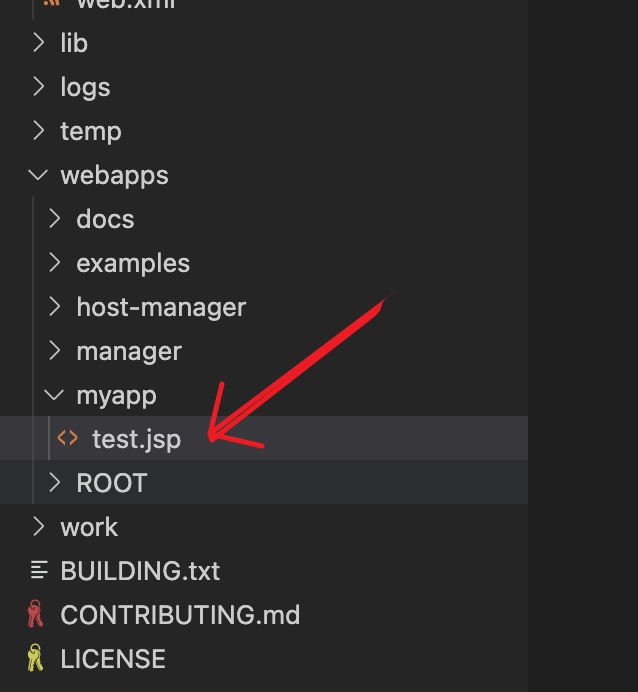 web.xml
lib
logs
temp
webapps
docs
examples
host-manager
manager
myapp
test.jsp
ROOT
work
BUILDING.txt
CONTRIBUTING.md
LICENSE